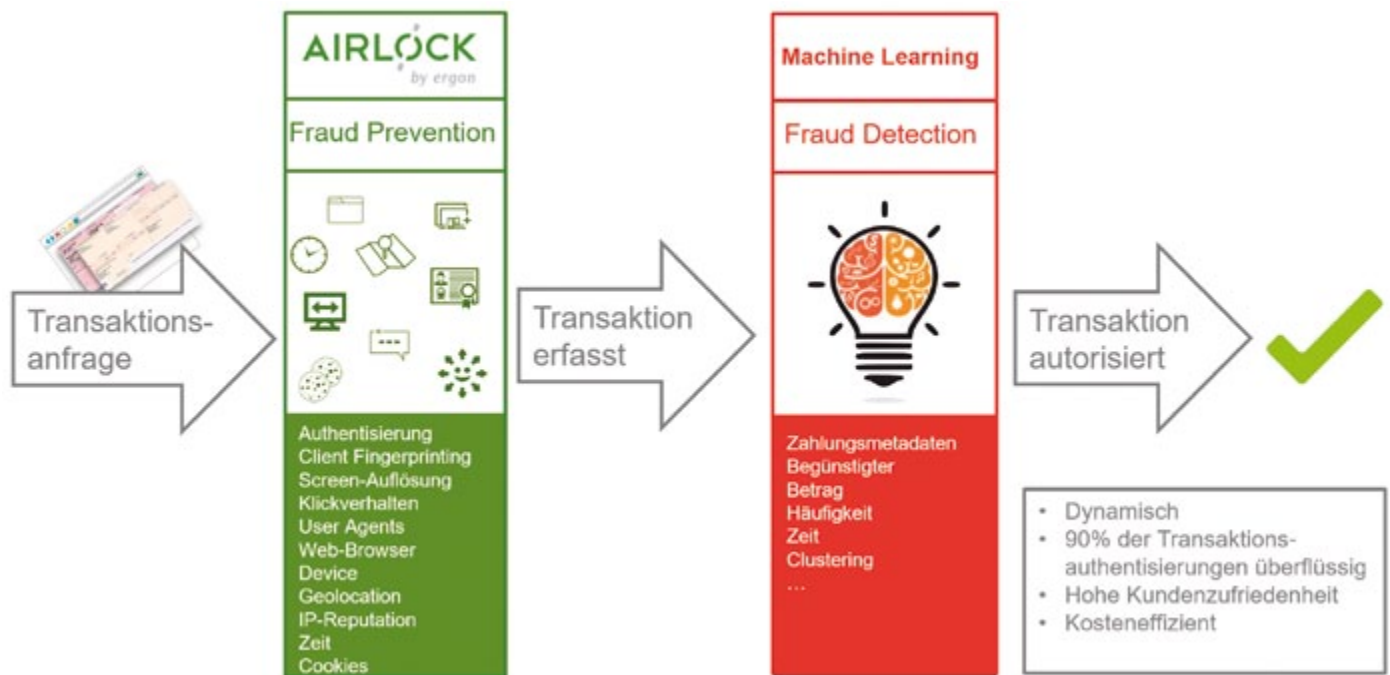 AIRLOCK
by ergon
Fraud Prevention
Transaktions-
anfrage
Authentisierung
Client Fingerprinting
Screen-Auflösung
Klickverhalten
User Agents
Web-Browser
Device
Geolocation
IP-Reputation
Zeit
Cookies
Transaktion
erfasst
Machine Learning
Fraud Detection
Zahlungsmetadaten
Begünstigter
Betrag
Häufigkeit
Zeit
Clustering
...
Transaktion
autorisiert
• Dynamisch
• 90% der Transaktions-
authentisierungen überflüssig
• Hohe Kundenzufriedenheit
• Kosteneffizient